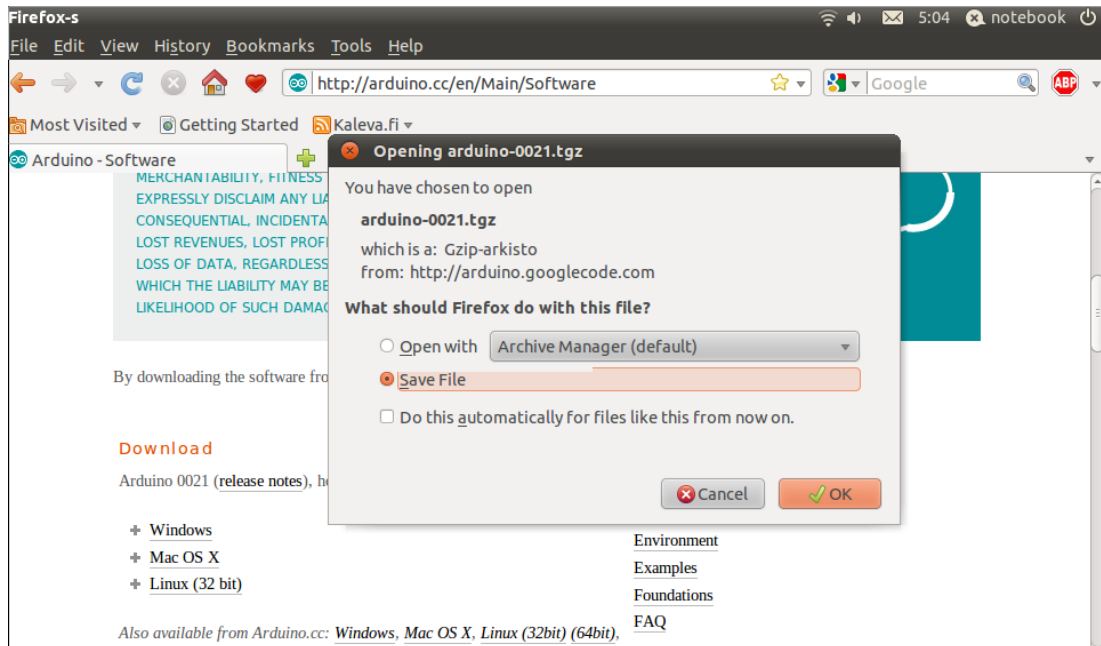 Firefox-s
5:04 notebook
File Edit View History Bookmarks Tools Help
http://arduino.cc/en/Main/Software
Google
ABP
Most Visited Getting Started Kaleva.fi
Arduino - Software
Opening arduino-0021.tgz
You have chosen to open
arduino-0021.tgz
which is a: Gzip-arkisto
from: http://arduino.googlecode.com
What should Firefox do with this file?
Open with Archive Manager (default)
Save File
Do this automatically for files like this from now on.
Cancel OK
MERCHANTABILITY, FITNESS
EXPRESSLY DISCLAIM ANY
CONSEQUENTIAL,
LOST REVENUES, LOST
LOSS OF DATA, REGARDLESS
WHICH THE LIABILITY MAY BE
LIKELIHOOD OF SUCH
By downloading the software
Download
Arduino 0021 (release notes),
Windows
Mac OS X
Linux (32 bit)
Also available from Arduino.cc: Windows, Mac OS X, Linux (32bit) (64bit),
Environment
Examples
Foundations
FAQ